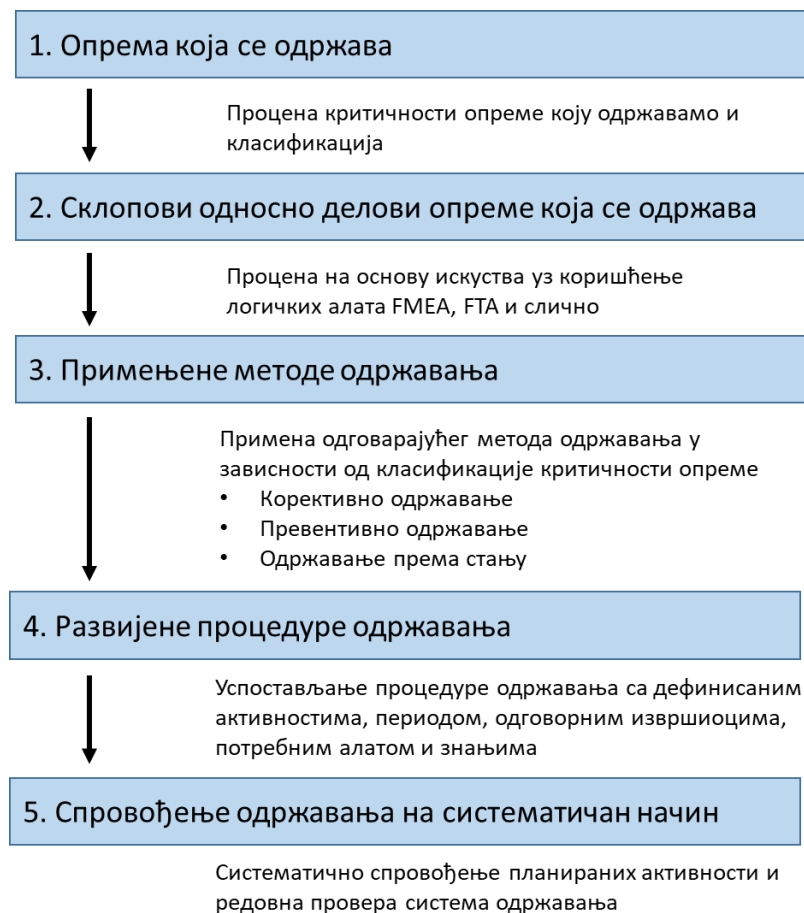 1. Опрема која се одржава
Процена критичности опреме коју одржавамо и
класификација
2. Склопови односно делови опреме која се одржава
Процена на основу искуства уз коришћење
логичких алата FMEA, FTA и слично
3. Примењене методе одржавања
Примена одговарајућег метода одржавања у
зависности од класификације критичности опреме
• Корективно одржавање
• Превентивно одржавање
• Одржавање према стању
4. Развијене процедуре одржавања
Успостављање процедуре одржавања са дефинисаним
активностима, периодом, одговорним извршиоцима,
потребним алатом и знањима
5. Спровођење одржавања на систематичан начин
Систематично спровођење планираних активности и
редовна провера система одржавања